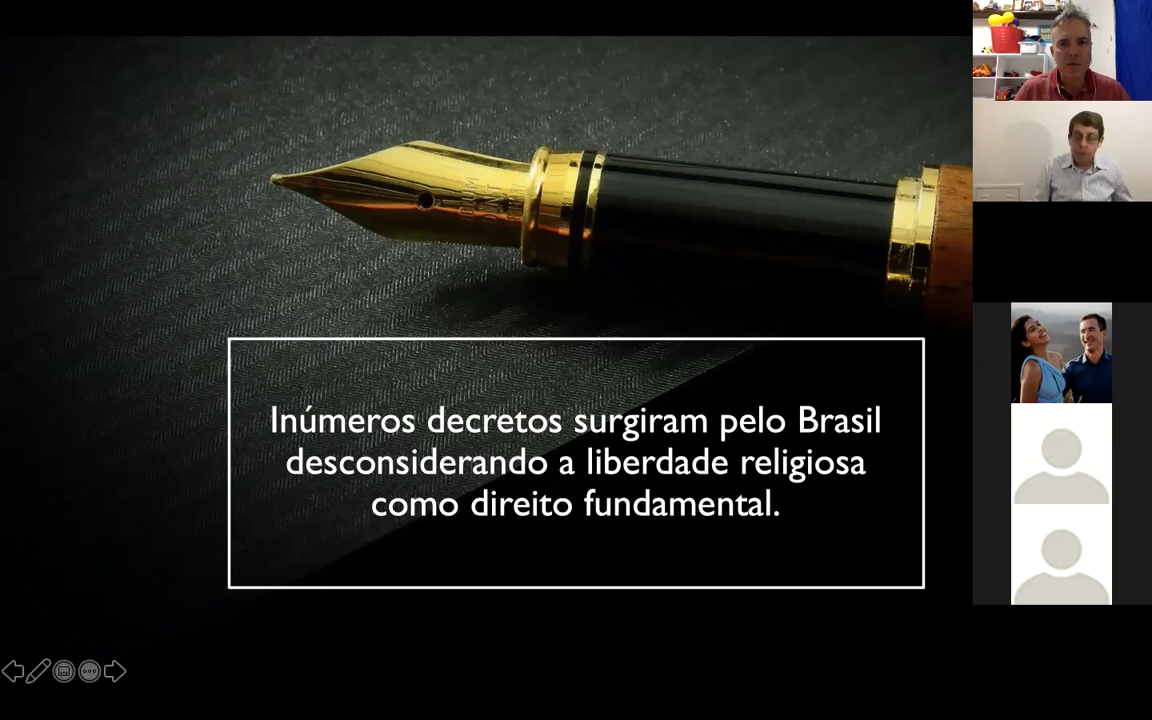 Inúmeros decretos surgiram pelo Brasil
desconsiderando a liberdade religiosa
como direito fundamental.